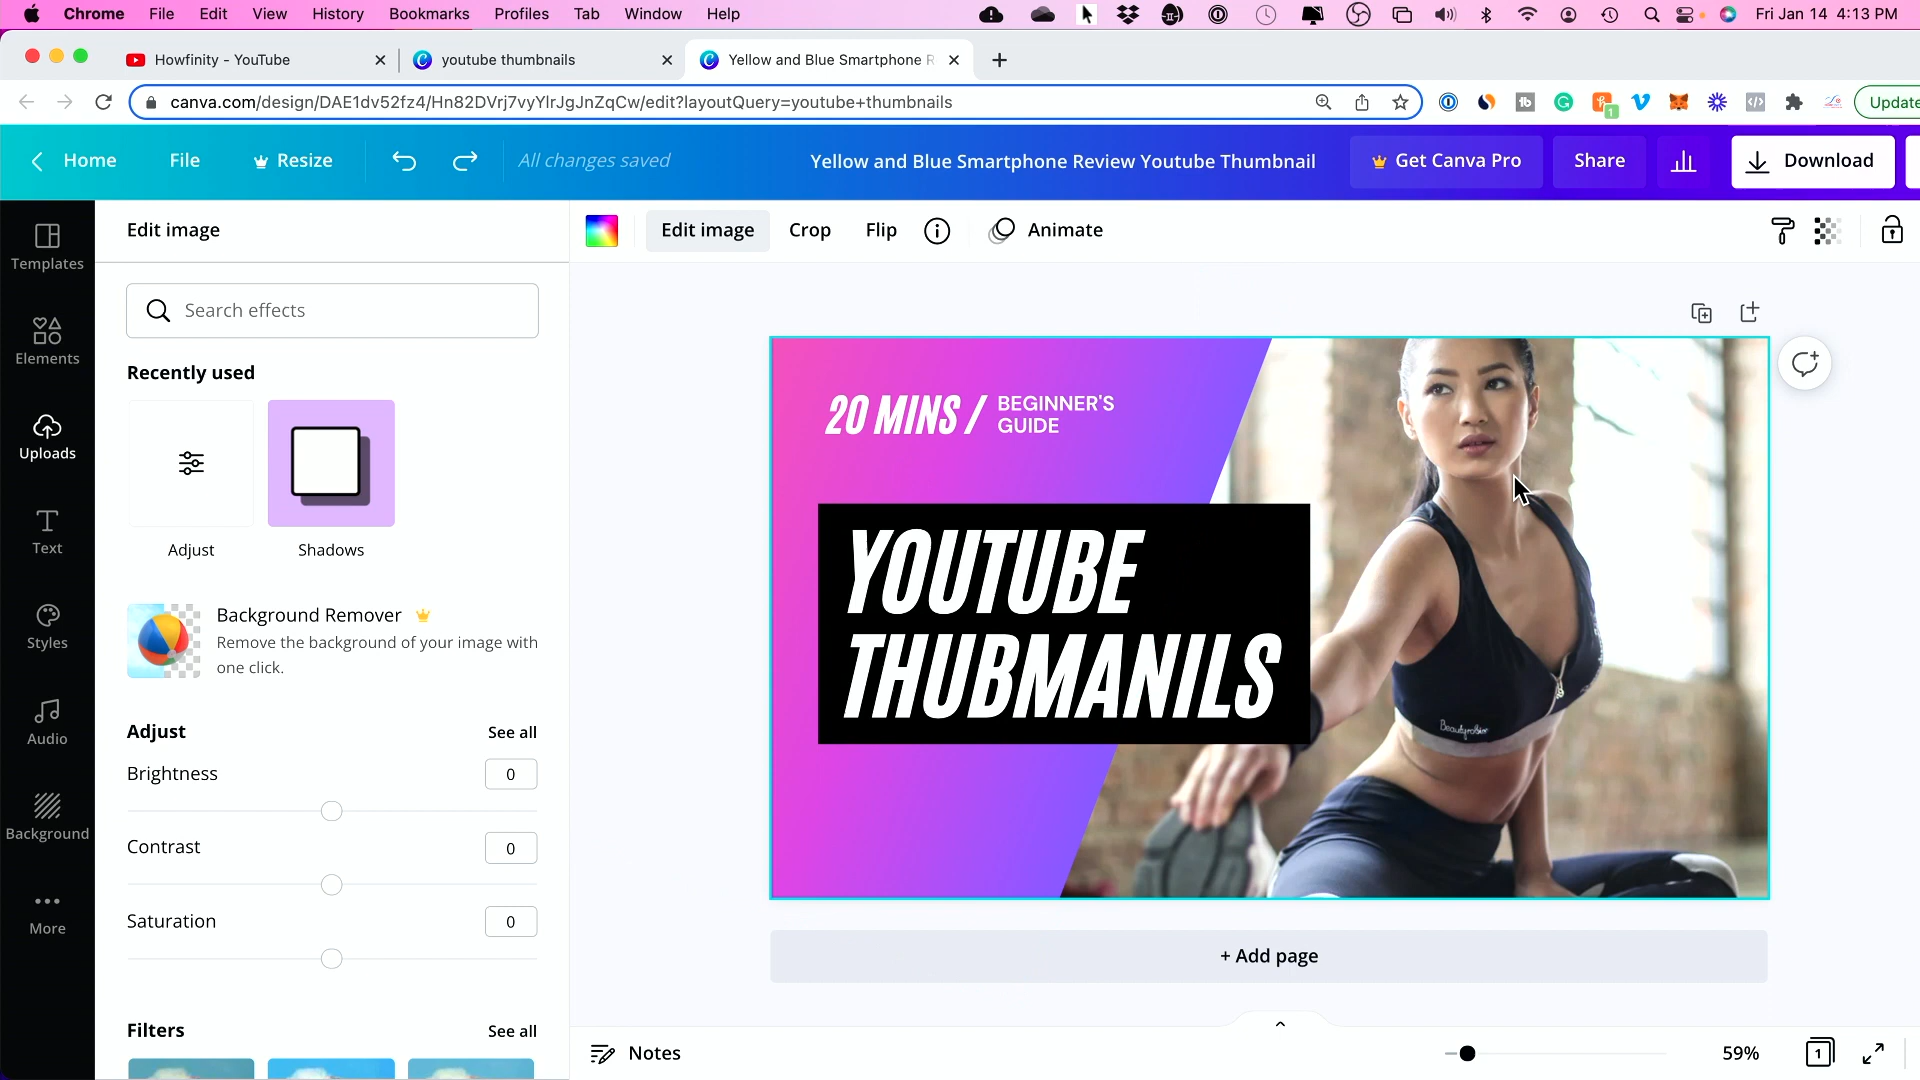 Chrome File Edit View History Bookmarks Profiles Tab Window Help Fri Jan 14 4:13 PM
Howfinity - YouTube youtube thumbnails Yellow and Blue Smartphone R
canva.com/design/DAE1dv52fz4/Hn82DVrj7vyYlrJgJnZqCw/edit?layoutQuery=youtube+thumbnails 1 Update
Home File Resize All changes saved Yellow and Blue Smartphone Review Youtube Thumbnail Get Canva Pro Share Download
Edit image Edit image Crop Flip Animate
Templates
Elements
Uploads
Text
Styles
Audio
Background
More
Search effects
Recently used
Adjust Shadows
Background Remover
Remove the background of your image with
one click.
Adjust See all
Brightness 0
Contrast 0
Saturation 0
Filters See all
20 MINS / BEGINNER'S
GUIDE
YOUTUBE
THUBMANILS
+ Add page
Notes 59% 1